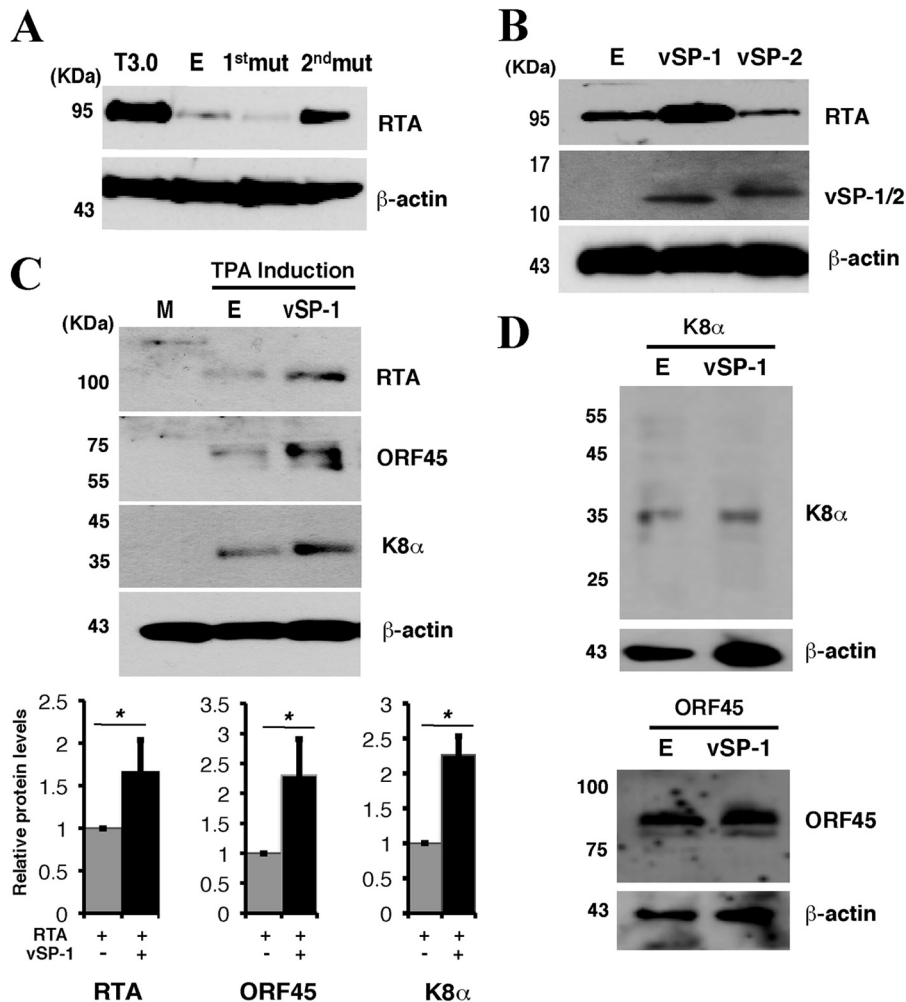 A
(KDa)
T3.0 E 1stmut 2ndmut
95
RTA
43
β-actin
B
E vSP-1 vSP-2
95
RTA
17
10
vSP-1/2
43
β-actin
C
TPA Induction
M E vSP-1
(KDa)
100
RTA
75
55
ORF45
45
35
K8α
43
β-actin
Relative protein levels
2.5
2
1.5
1
0.5
0
*
3.5
3
2.5
2
1.5
1
0.5
0
*
3
2.5
2
1.5
1
0.5
0
*
RTA + + + + + +
vSP-1 - + - + - +
RTA ORF45 K8α
D
K8α
E vSP-1
55
45
35
25
K8α
43
β-actin
ORF45
E vSP-1
100
75
ORF45
43
β-actin